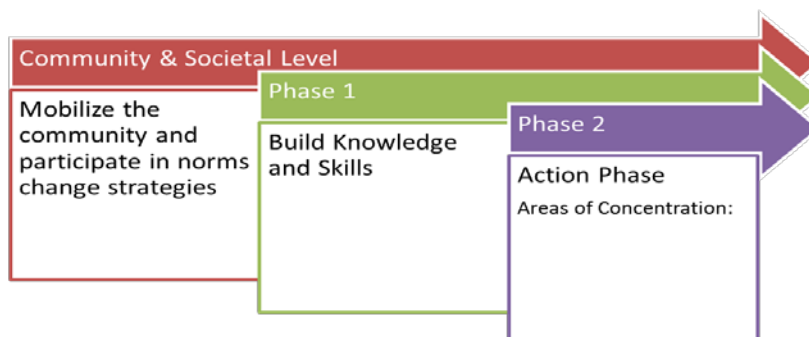 Community & Societal Level
Mobilize the
community and
participate in norms
change strategies
Phase 1
Build Knowledge
and Skills
Phase 2
Action Phase
Areas of Concentration: